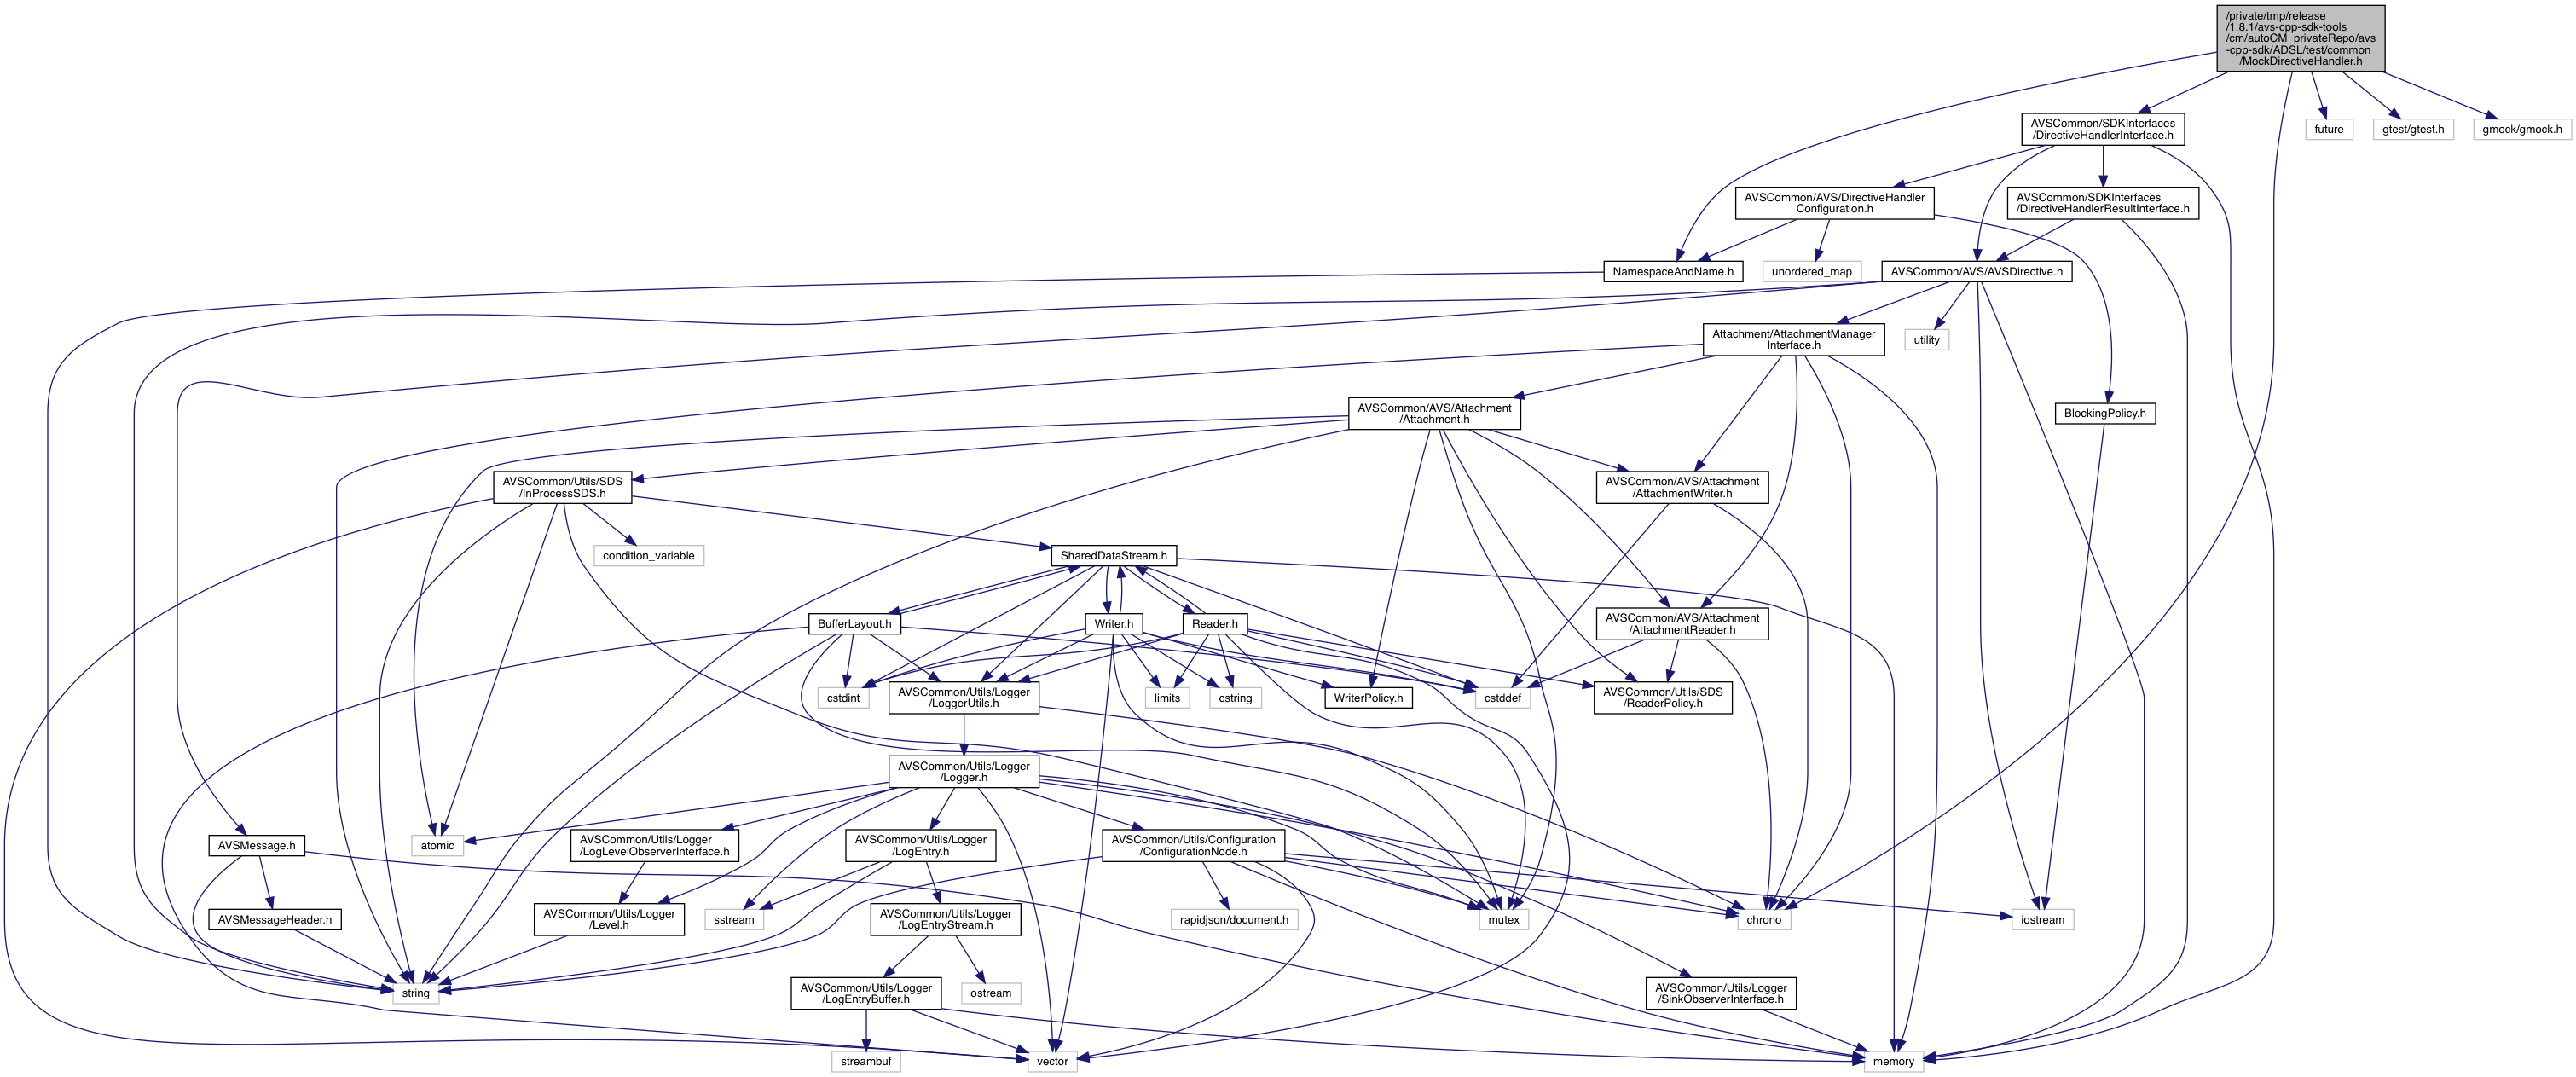 /private/tmp/release
/1.8.1/avs-cpp-sdk-tools
/cm/autoCM_privateRepo/avs
-cpp-sdk/ADSL/test/common
/MockDirectiveHandler.h
AVSCommon/SDKInterfaces
/DirectiveHandlerInterface.h
future
gtest/gtest.h
gmock/gmock.h
AVSCommon/AVS/DirectiveHandler
Configuration.h
AVSCommon/SDKInterfaces
/DirectiveHandlerResultInterface.h
NamespaceAndName.h
unordered_map
AVSCommon/AVS/AVSDirective.h
Attachment/AttachmentManager
Interface.h
utility
AVSCommon/AVS/Attachment
/Attachment.h
BlockingPolicy.h
AVSCommon/Utils/SDS
/InProcessSDS.h
AVSCommon/AVS/Attachment
/AttachmentWriter.h
condition_variable
SharedDataStream.h
BufferLayout.h
Writer.h
Reader.h
AVSCommon/AVS/Attachment
/AttachmentReader.h
cstdint
AVSCommon/Utils/Logger
/LoggerUtils.h
limits
cstring
WriterPolicy.h
cstddef
AVSCommon/Utils/SDS
/ReaderPolicy.h
AVSCommon/Utils/Logger
/Logger.h
AVSMessage.h
atomic
AVSCommon/Utils/Logger
/LogLevelObserverInterface.h
AVSCommon/Utils/Logger
/LogEntry.h
AVSCommon/Utils/Configuration
/ConfigurationNode.h
AVSMessageHeader.h
AVSCommon/Utils/Logger
/Level.h
sstream
AVSCommon/Utils/Logger
/LogEntryStream.h
rapidjson/document.h
mutex
chrono
iostream
string
AVSCommon/Utils/Logger
/LogEntryBuffer.h
ostream
AVSCommon/Utils/Logger
/SinkObserverInterface.h
streambuf
vector
memory